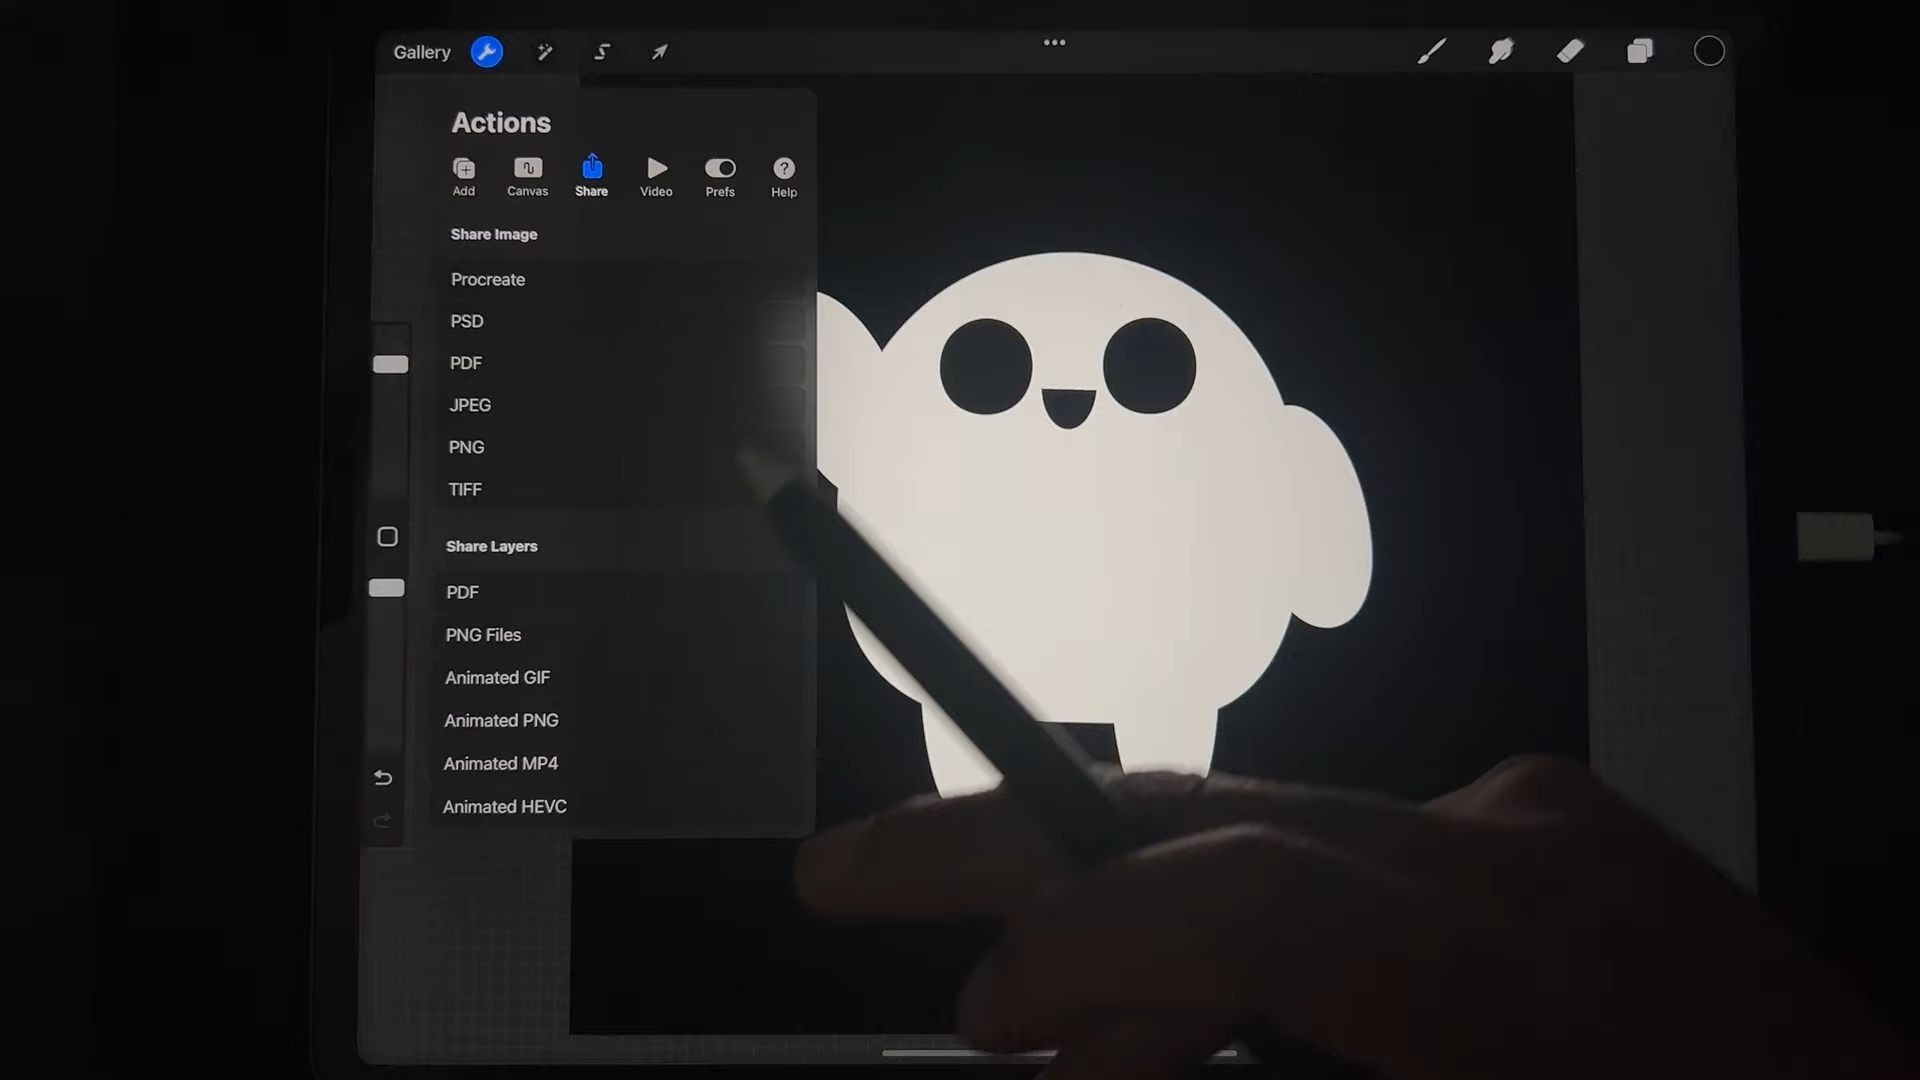 Gallery
Actions
Add
Canvas
Share
Video
Prefs
Help
Share Image
Procreate
PSD
PDF
JPEG
PNG
TIFF
Share Layers
PDF
PNG Files
Animated GIF
Animated PNG
Animated MP4
Animated HEVC